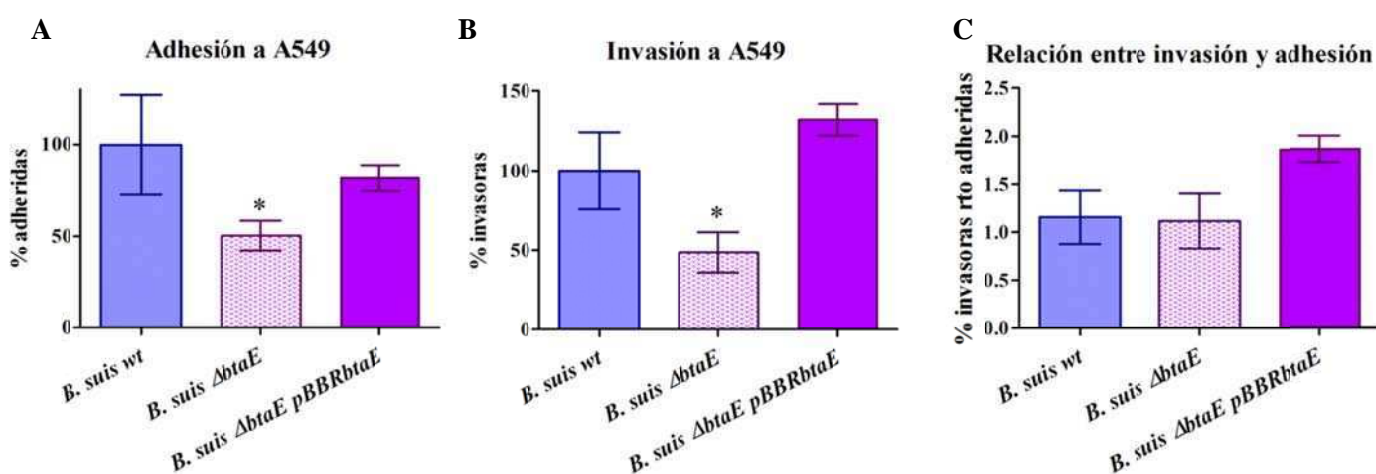 A
Adhesión a A549
% adheridas
100
50
0
B. suis wt
B. suis ΔbtaE
B. suis ΔbtaE pBBRbtaE
*
B
Invasión a A549
% invasoras
150
100
50
0
B. suis wt
B. suis ΔbtaE
B. suis ΔbtaE pBBRbtaE
*
C
Relación entre invasión y adhesión
% invasoras rto adheridas
2.5
2.0
1.5
1.0
0.5
0.0
B. suis wt
B. suis ΔbtaE
B. suis ΔbtaE pBBRbtaE